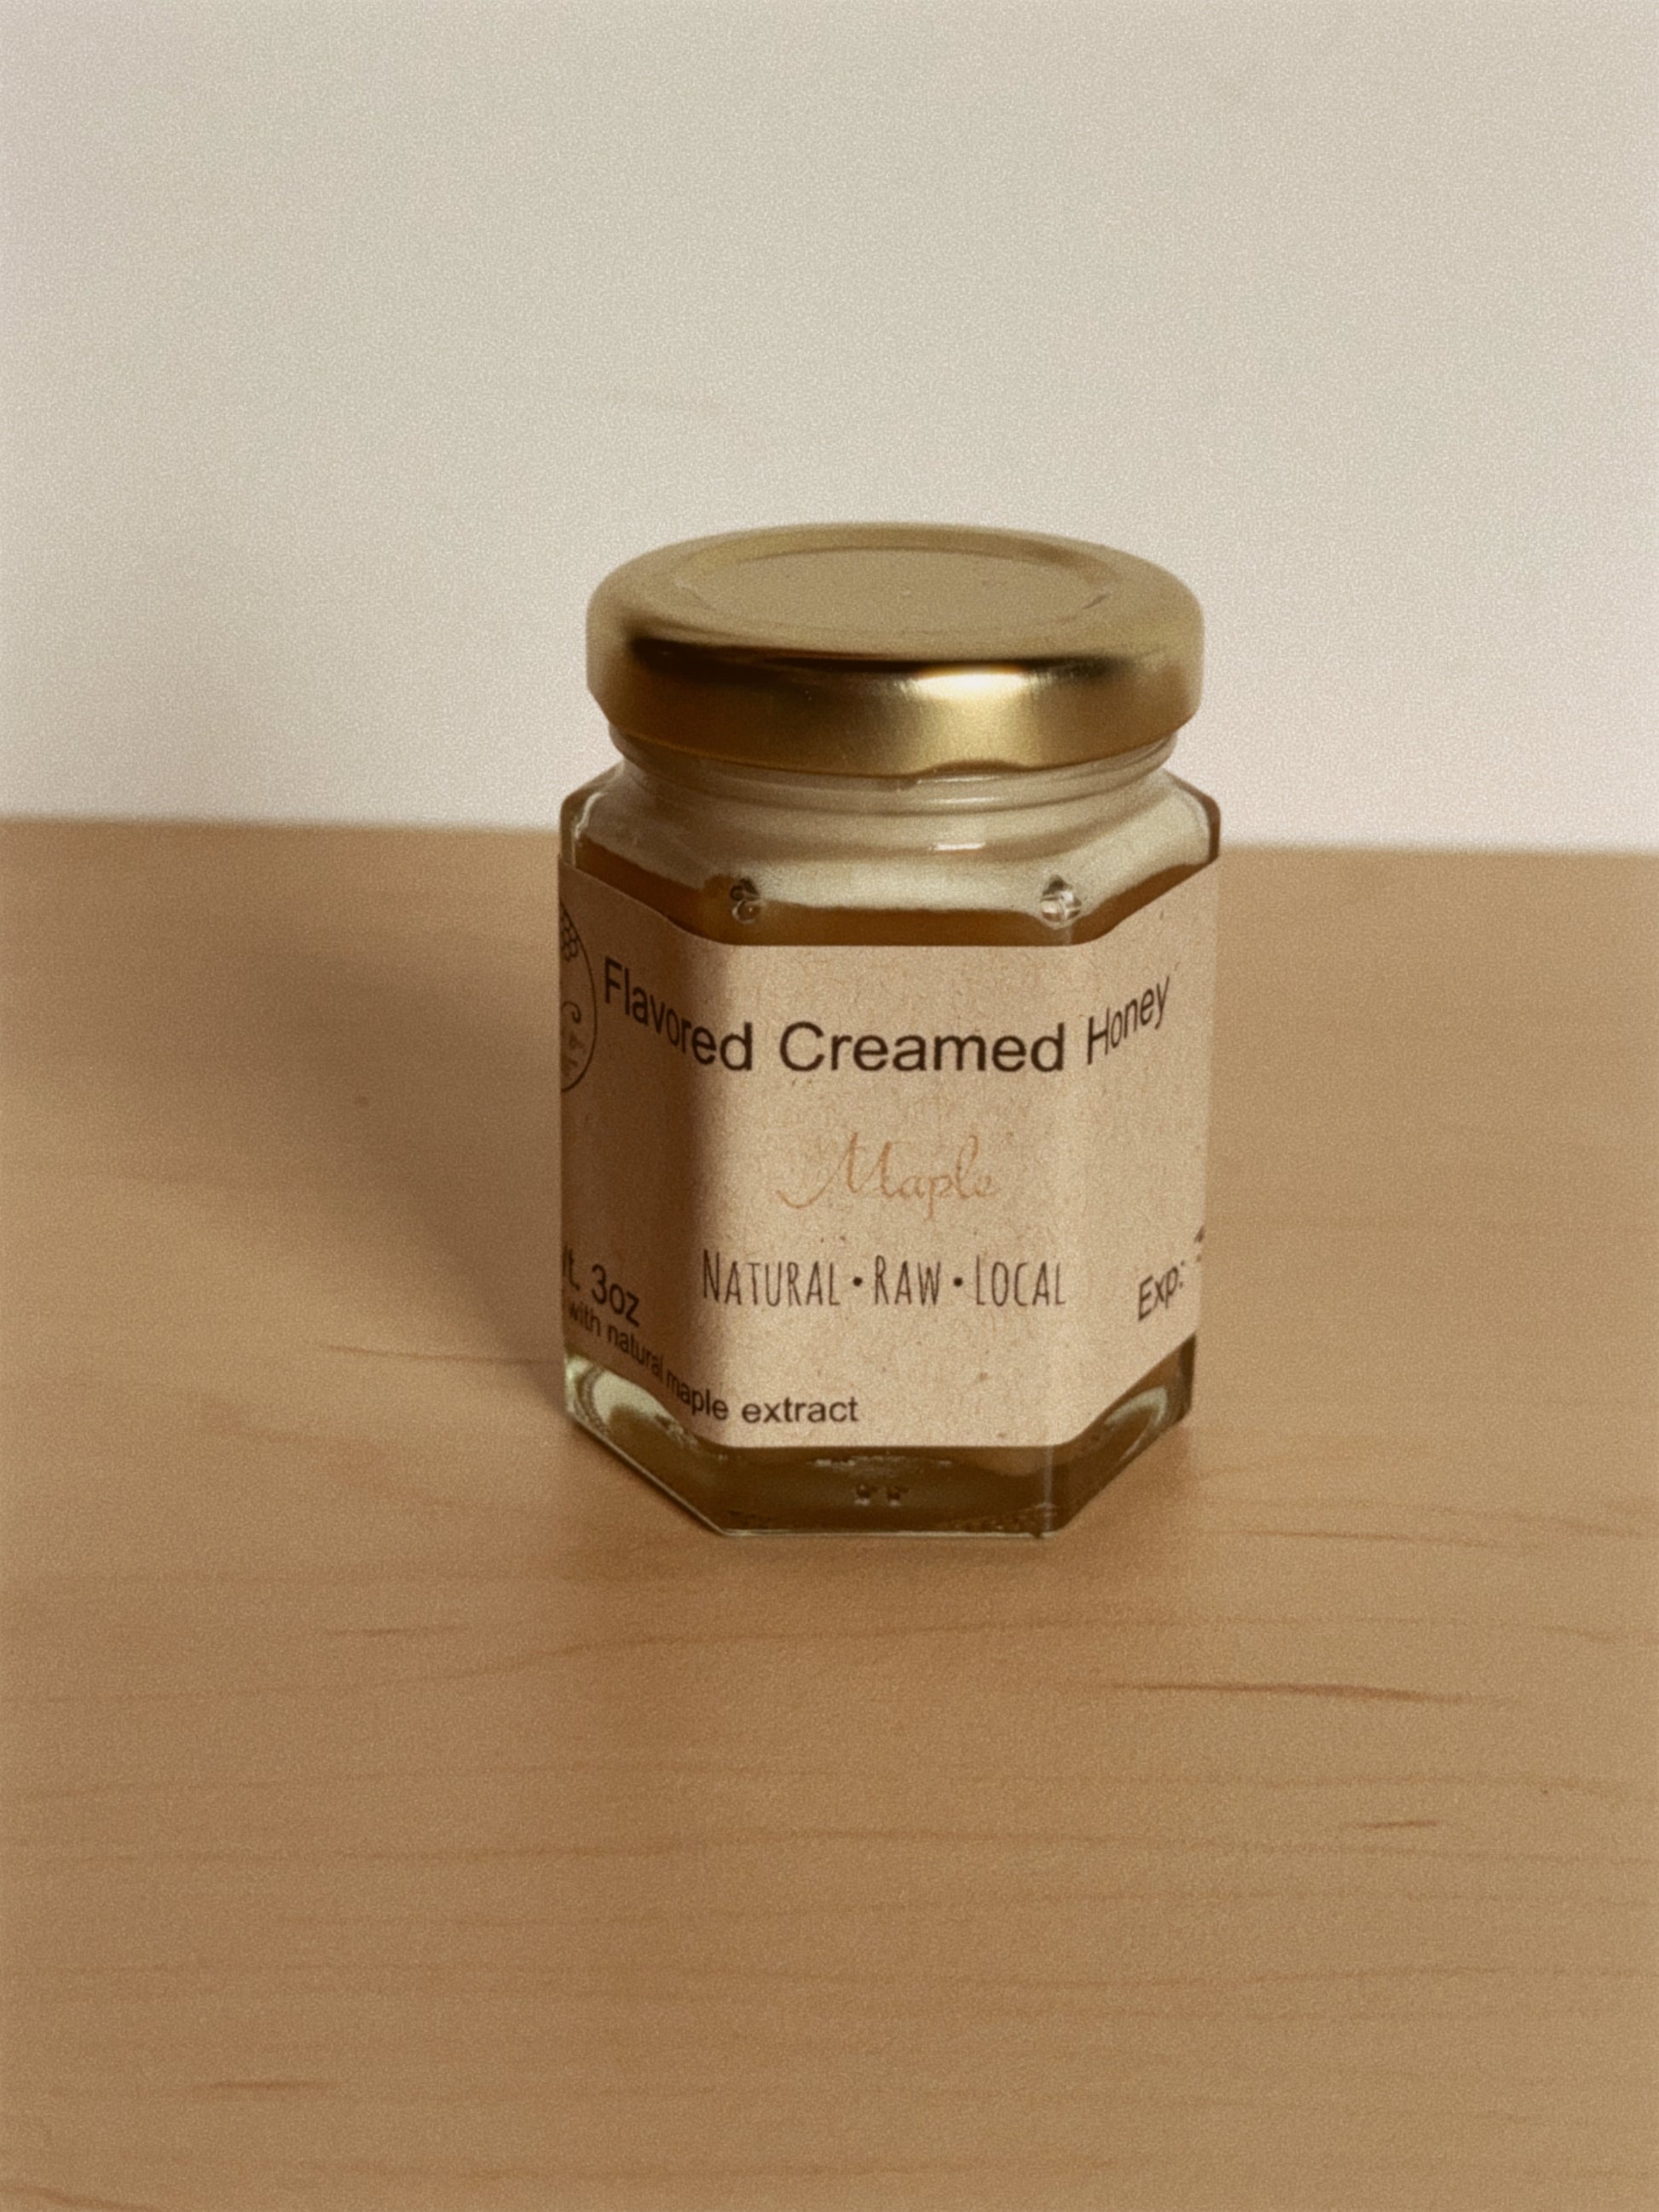 Flavored Creamed Honey
Maple
NATURAL • RAW • LOCAL
3oz
Exp:
with natural maple extract